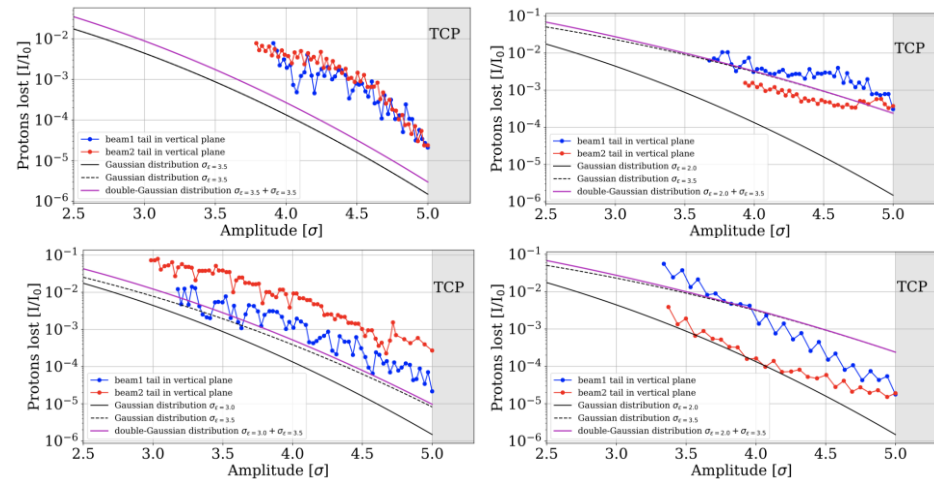 Protons lost [I/I₀]
10⁻²
10⁻³
10⁻⁴
10⁻⁵
10⁻⁶
TCP
beam1 tail in vertical plane
beam2 tail in vertical plane
Gaussian distribution σε=3.5
Gaussian distribution σε=3.5
double-Gaussian distribution σε=3.5 + σε=3.5
2.5 3.0 3.5 4.0 4.5 5.0
Amplitude [σ]
Protons lost [I/I₀]
10⁻¹
10⁻²
10⁻³
10⁻⁴
10⁻⁵
10⁻⁶
TCP
beam1 tail in vertical plane
beam2 tail in vertical plane
Gaussian distribution σε=2.0
Gaussian distribution σε=3.5
double-Gaussian distribution σε=2.0 + σε=3.5
2.5 3.0 3.5 4.0 4.5 5.0
Amplitude [σ]
Protons lost [I/I₀]
10⁻¹
10⁻²
10⁻³
10⁻⁴
10⁻⁵
10⁻⁶
TCP
beam1 tail in vertical plane
beam2 tail in vertical plane
Gaussian distribution σε=3.0
Gaussian distribution σε=3.5
double-Gaussian distribution σε=3.0 + σε=3.5
2.5 3.0 3.5 4.0 4.5 5.0
Amplitude [σ]
Protons lost [I/I₀]
10⁻¹
10⁻²
10⁻³
10⁻⁴
10⁻⁵
10⁻⁶
TCP
beam1 tail in vertical plane
beam2 tail in vertical plane
Gaussian distribution σε=2.0
Gaussian distribution σε=3.5
double-Gaussian distribution σε=2.0 + σε=3.5
2.5 3.0 3.5 4.0 4.5 5.0
Amplitude [σ]